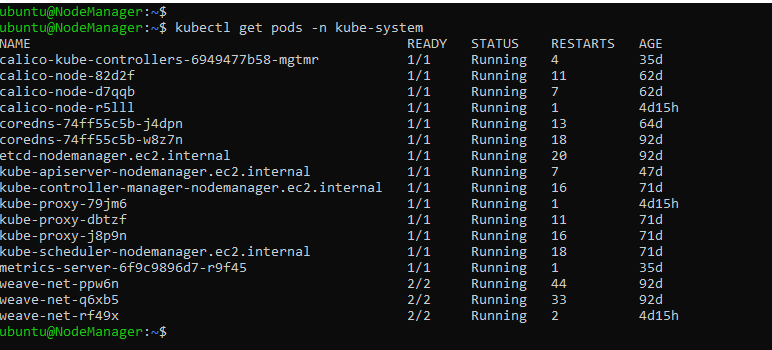 ubuntu@NodeManager:~$
ubuntu@NodeManager:~$ kubectl get pods -n kube-system
NAME READY STATUS RESTARTS AGE
calico-kube-controllers-6949477b58-mgtmr 1/1 Running 4 35d
calico-node-82d2f 1/1 Running 11 62d
calico-node-d7qqb 1/1 Running 7 62d
calico-node-r5lll 1/1 Running 1 4d15h
coredns-74ff55c5b-j4dpn 1/1 Running 13 64d
coredns-74ff55c5b-w8z7n 1/1 Running 18 92d
etcd-nodemanager.ec2.internal 1/1 Running 20 92d
kube-apiserver-nodemanager.ec2.internal 1/1 Running 7 47d
kube-controller-manager-nodemanager.ec2.internal 1/1 Running 16 71d
kube-proxy-79jm6 1/1 Running 1 4d15h
kube-proxy-dbtzf 1/1 Running 11 71d
kube-proxy-j8p9n 1/1 Running 16 71d
kube-scheduler-nodemanager.ec2.internal 1/1 Running 18 71d
metrics-server-6f9c9896d7-r9f45 1/1 Running 1 35d
weave-net-ppw6n 2/2 Running 44 92d
weave-net-q6xb5 2/2 Running 33 92d
weave-net-rf49x 2/2 Running 2 4d15h
ubuntu@NodeManager:~$